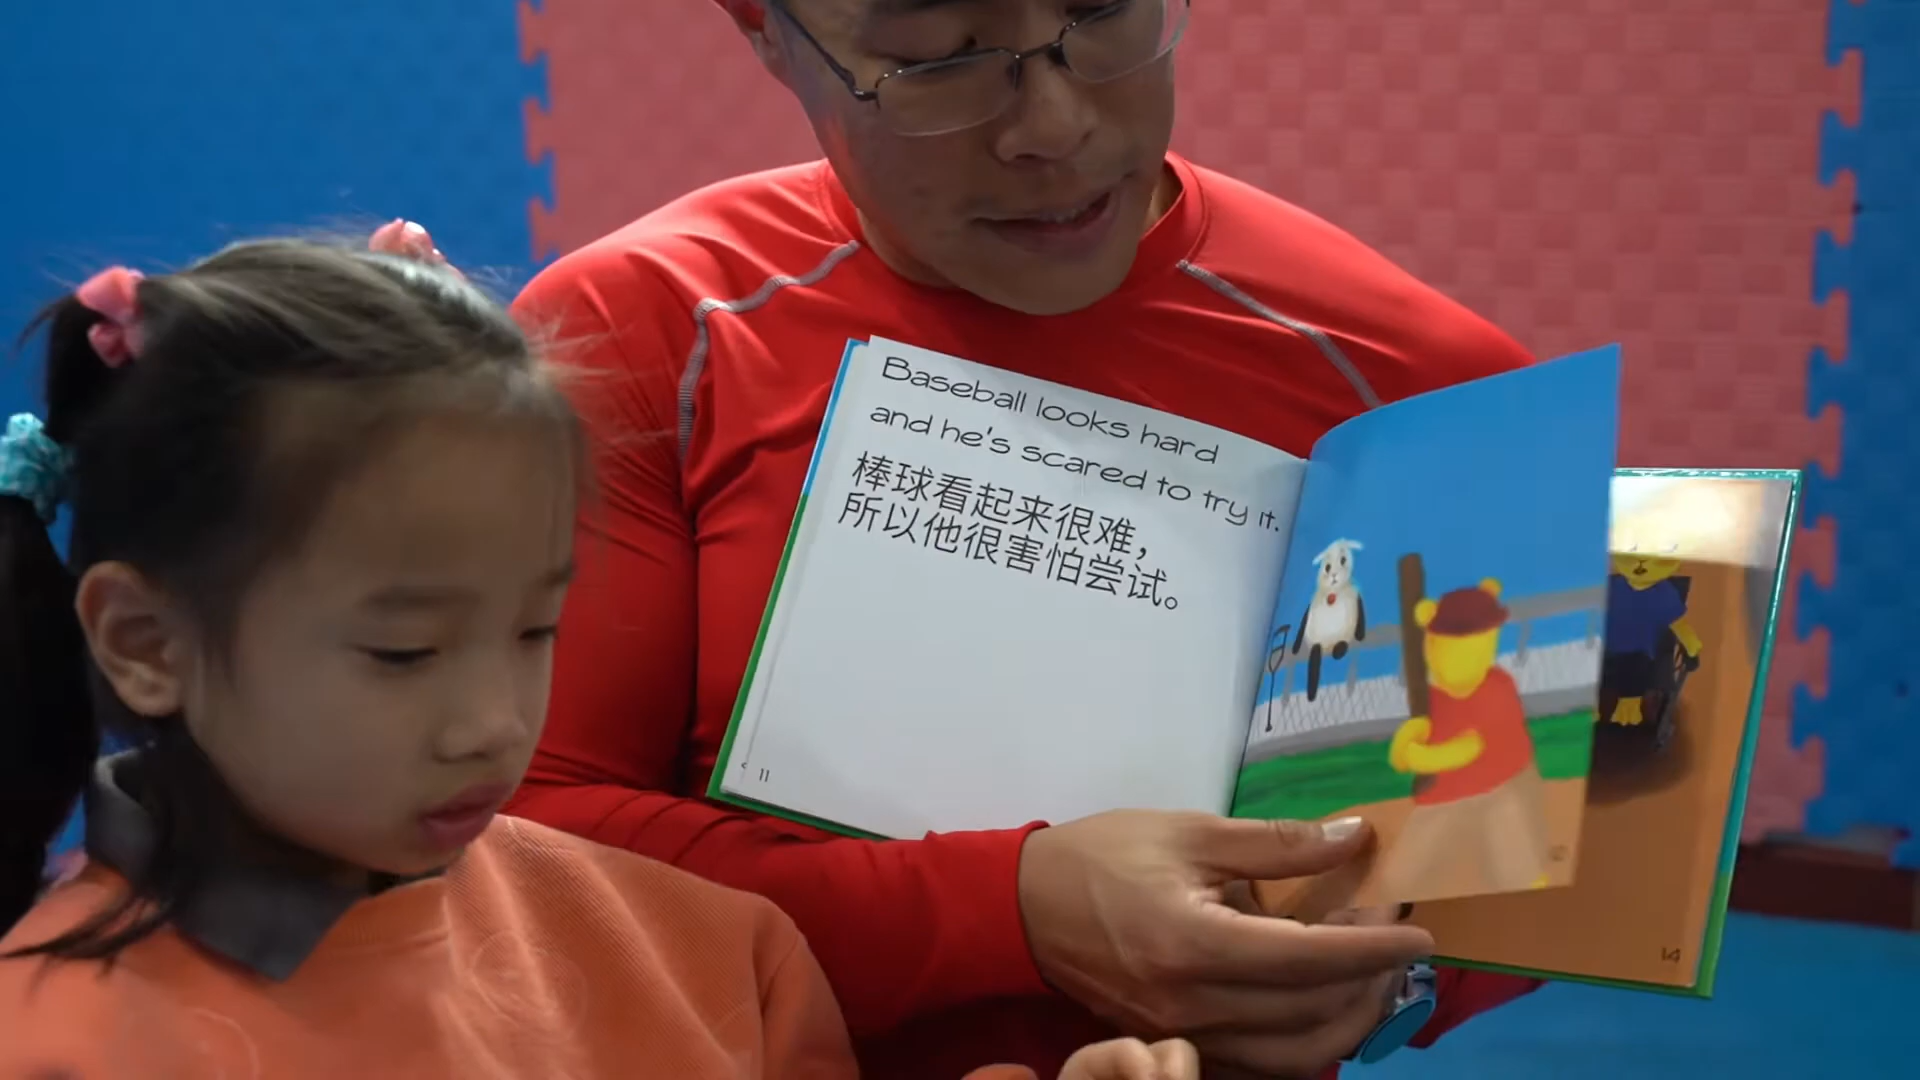 Baseball looks hard
and he's scared to try it.
棒球看起来很难，
所以他很害怕尝试。
11
14